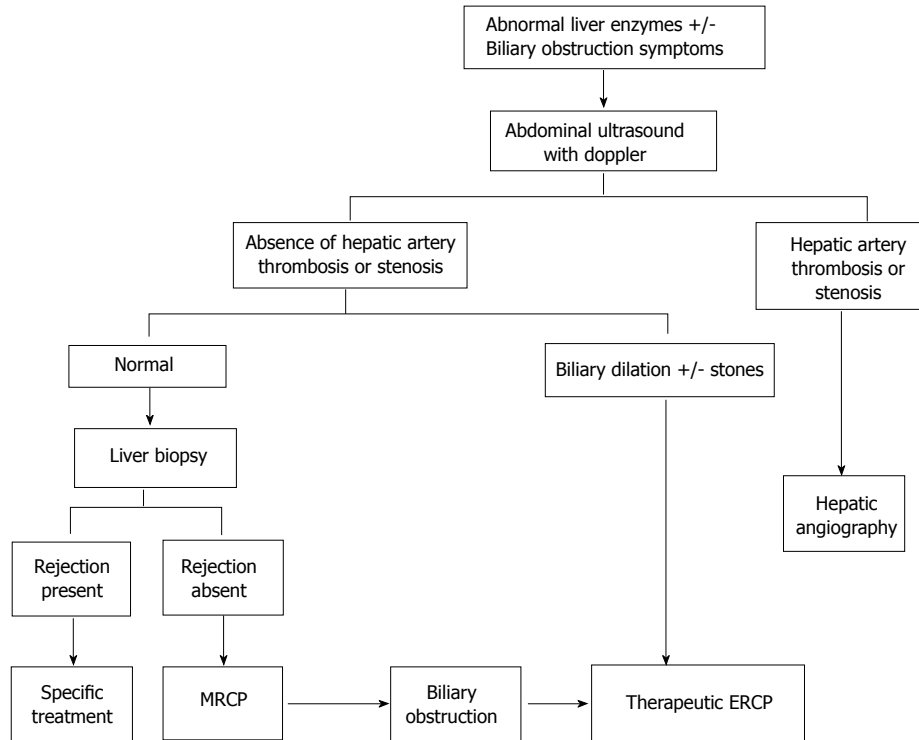 Abnormal liver enzymes +/-
Biliary obstruction symptoms
Abdominal ultrasound
with doppler
Absence of hepatic artery
thrombosis or stenosis
Hepatic artery
thrombosis or
stenosis
Normal
Biliary dilation +/- stones
Liver biopsy
Hepatic
angiography
Rejection
present
Rejection
absent
Specific
treatment
MRCP
Biliary
obstruction
Therapeutic ERCP